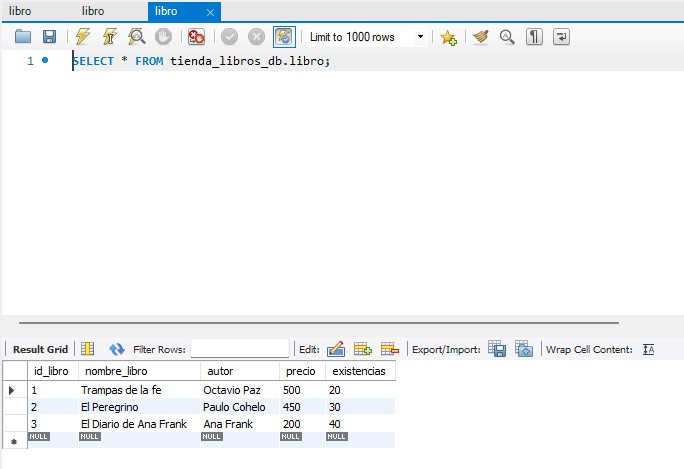 libro libro libro
Limit to 1000 rows
1 SELECT * FROM tienda_libros_db.libro;
Result Grid Filter Rows: Edit: Export/Import: Wrap Cell Content:
id_libro nombre_libro autor precio existencias
1 Trampas de la fe Octavio Paz 500 20
2 El Peregrino Paulo Cohelo 450 30
3 El Diario de Ana Frank Ana Frank 200 40
NULL NULL NULL NULL NULL